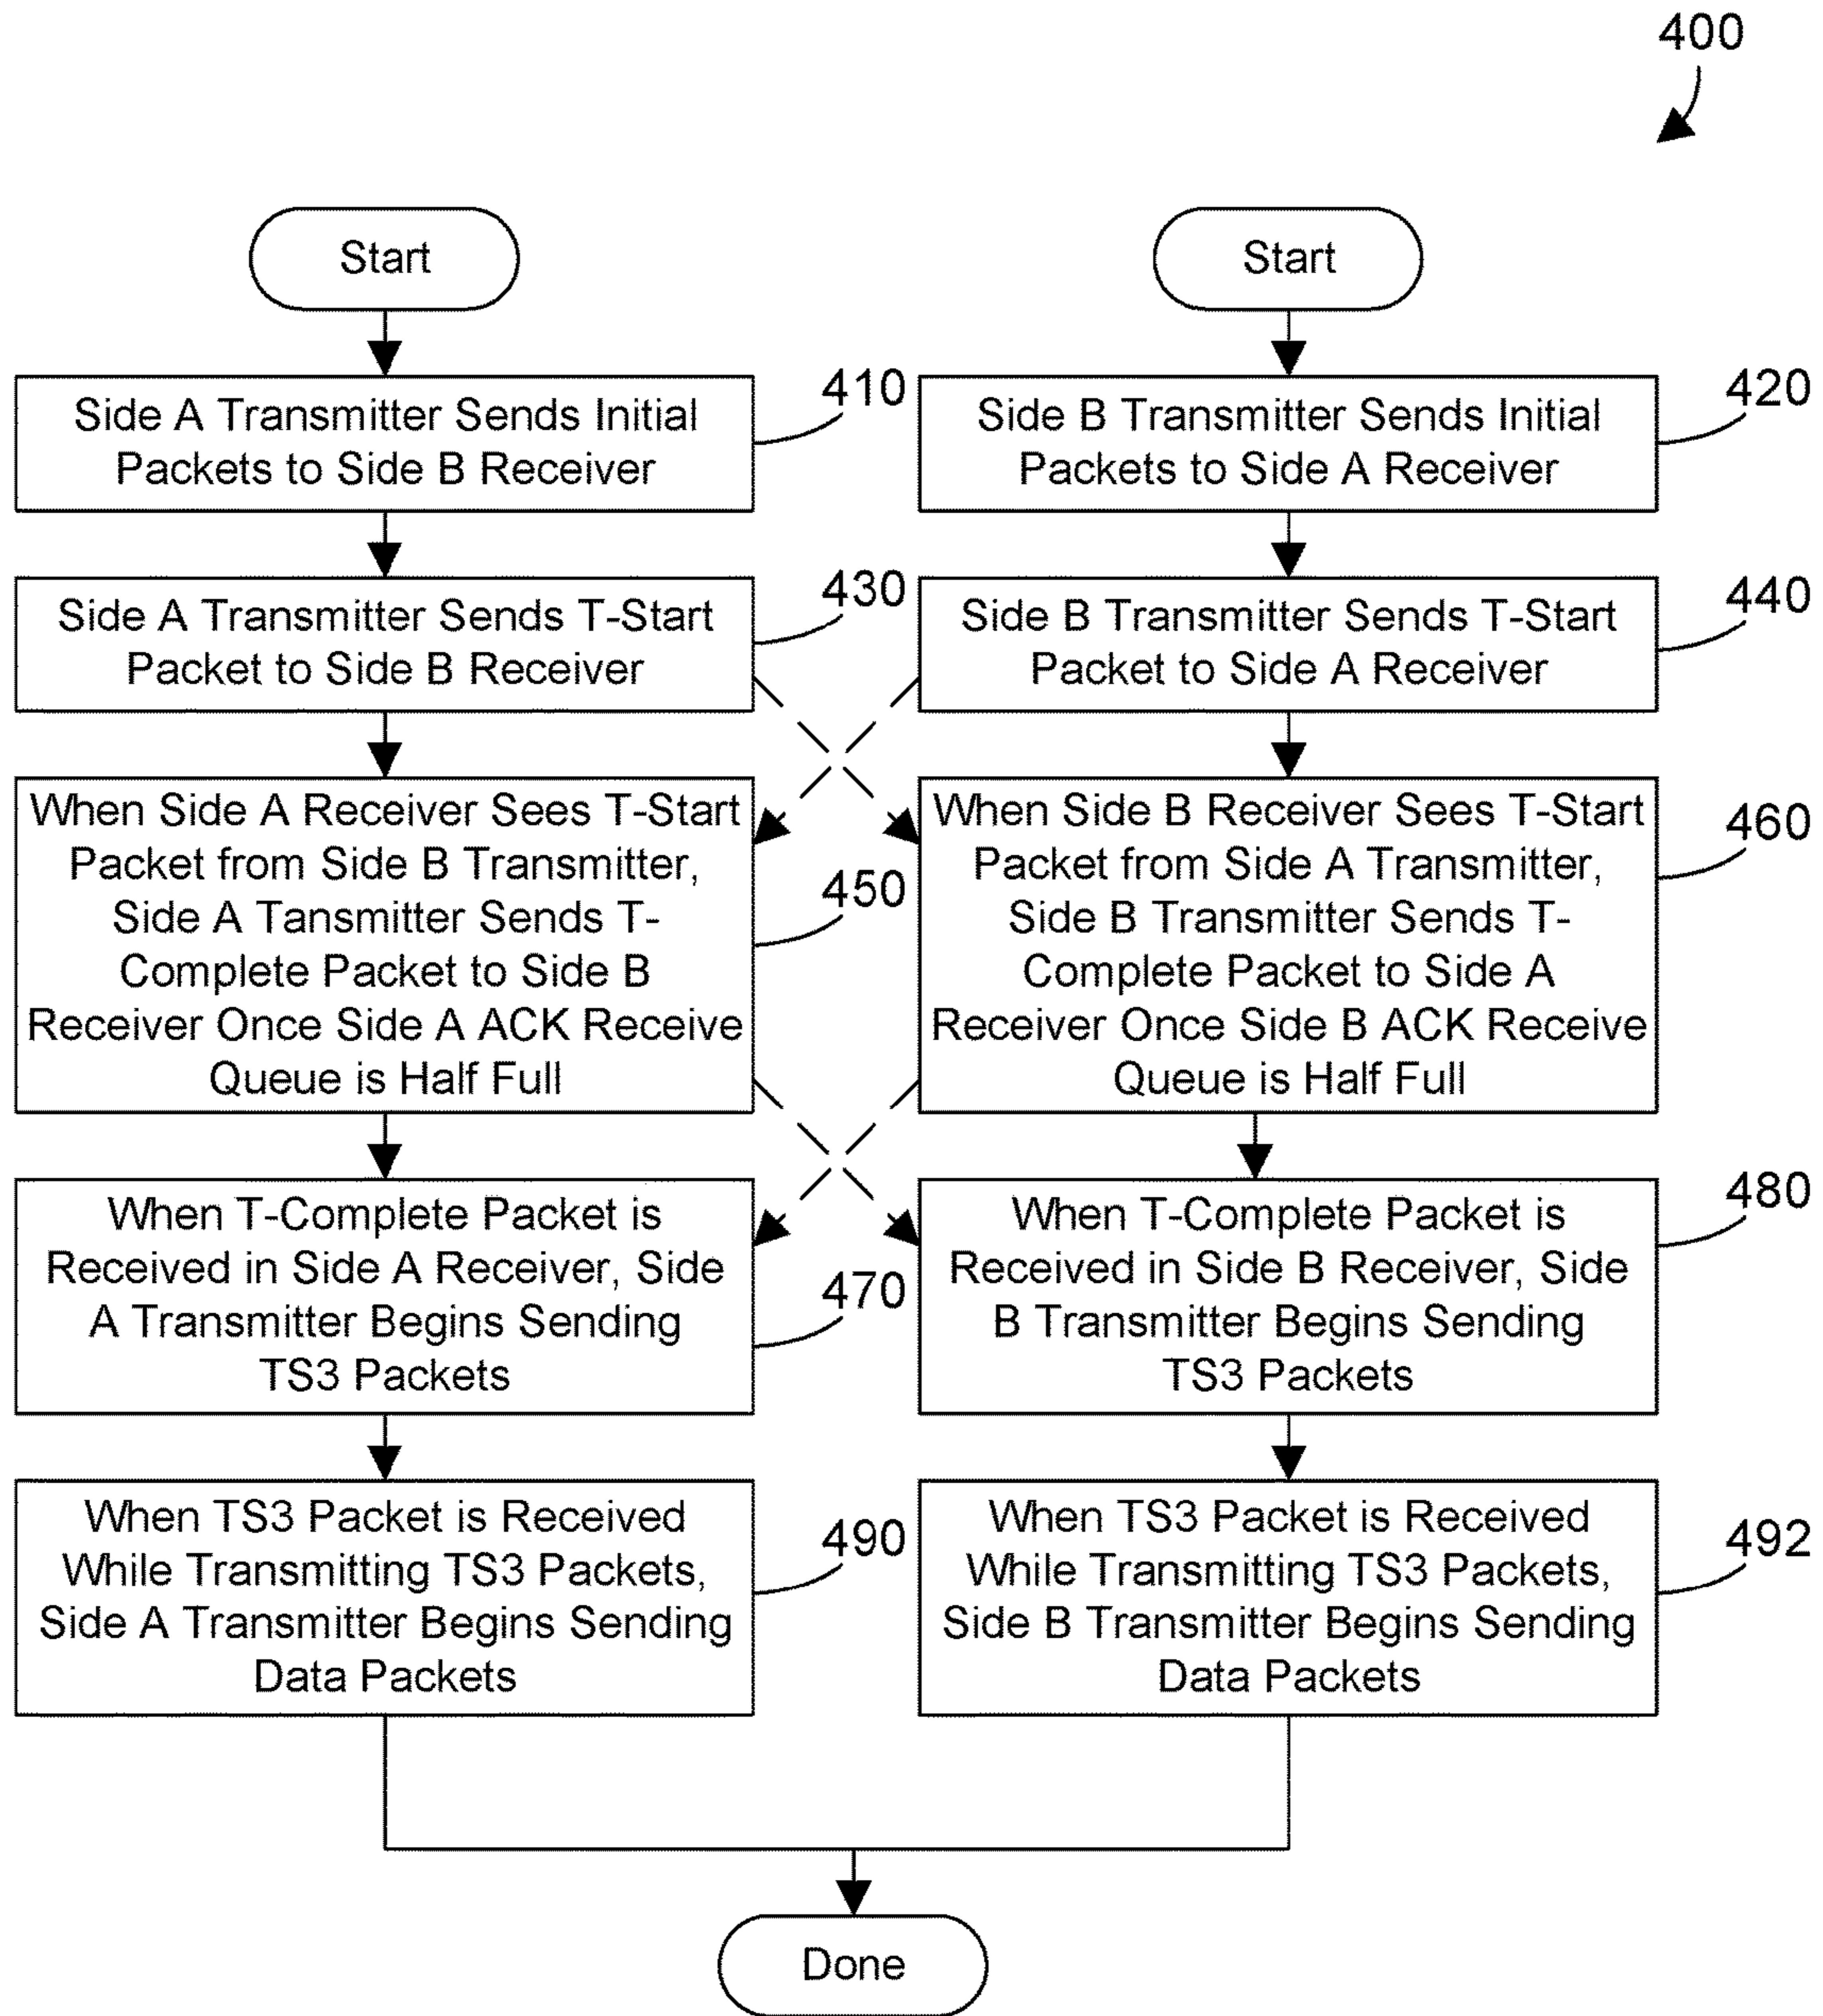 400
Start
Start
Side A Transmitter Sends Initial
Packets to Side B Receiver
410
Side B Transmitter Sends Initial
Packets to Side A Receiver
420
Side A Transmitter Sends T-Start
Packet to Side B Receiver
430
Side B Transmitter Sends T-Start
Packet to Side A Receiver
440
When Side A Receiver Sees T-Start
Packet from Side B Transmitter,
Side A Tansmitter Sends T-
Complete Packet to Side B
Receiver Once Side A ACK Receive
Queue is Half Full
450
When Side B Receiver Sees T-Start
Packet from Side A Transmitter,
Side B Transmitter Sends T-
Complete Packet to Side A
Receiver Once Side B ACK Receive
Queue is Half Full
460
When T-Complete Packet is
Received in Side A Receiver, Side
A Transmitter Begins Sending
TS3 Packets
470
When T-Complete Packet is
Received in Side B Receiver, Side
B Transmitter Begins Sending
TS3 Packets
480
When TS3 Packet is Received
While Transmitting TS3 Packets,
Side A Transmitter Begins Sending
Data Packets
490
When TS3 Packet is Received
While Transmitting TS3 Packets,
Side B Transmitter Begins Sending
Data Packets
492
Done